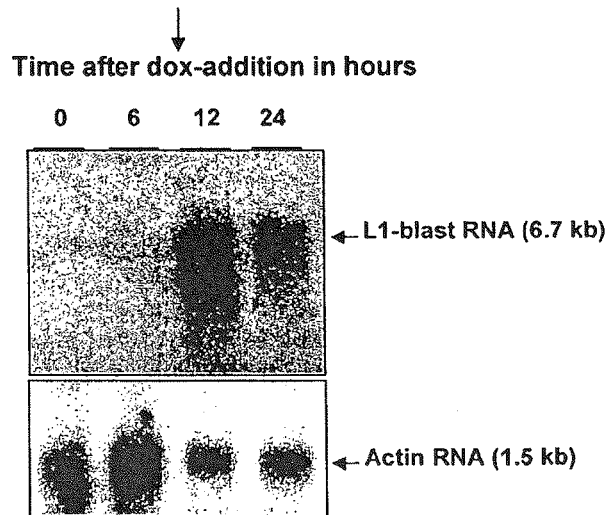 Time after dox-addition in hours
0 6 12 24
L1-blast RNA (6.7 kb)
Actin RNA (1.5 kb)